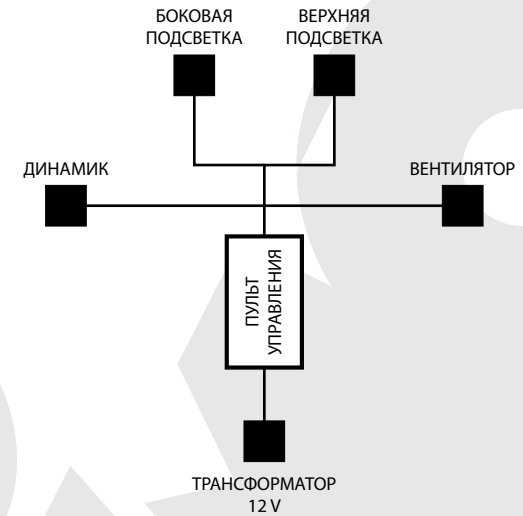 БОКОВАЯ
ПОДСВЕТКА
ВЕРХНЯЯ
ПОДСВЕТКА
ДИНАМИК
ВЕНТИЛЯТОР
ПУЛЬТ
УПРАВЛЕНИЯ
ТРАНСФОРМАТОР
12 V